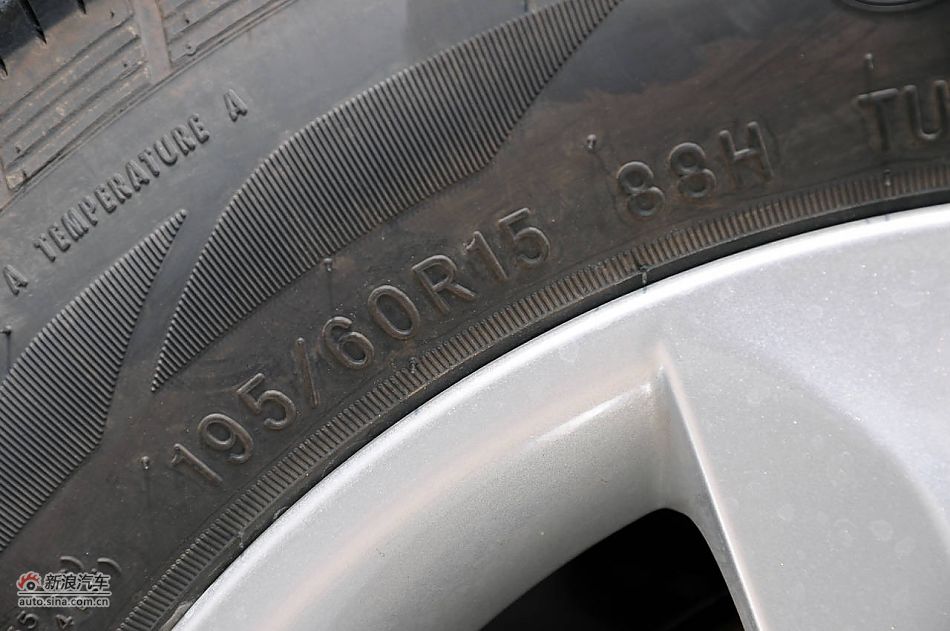 A TEMPERATURE A
195/60R15 88H TU
新浪汽车
auto.sina.com.cn